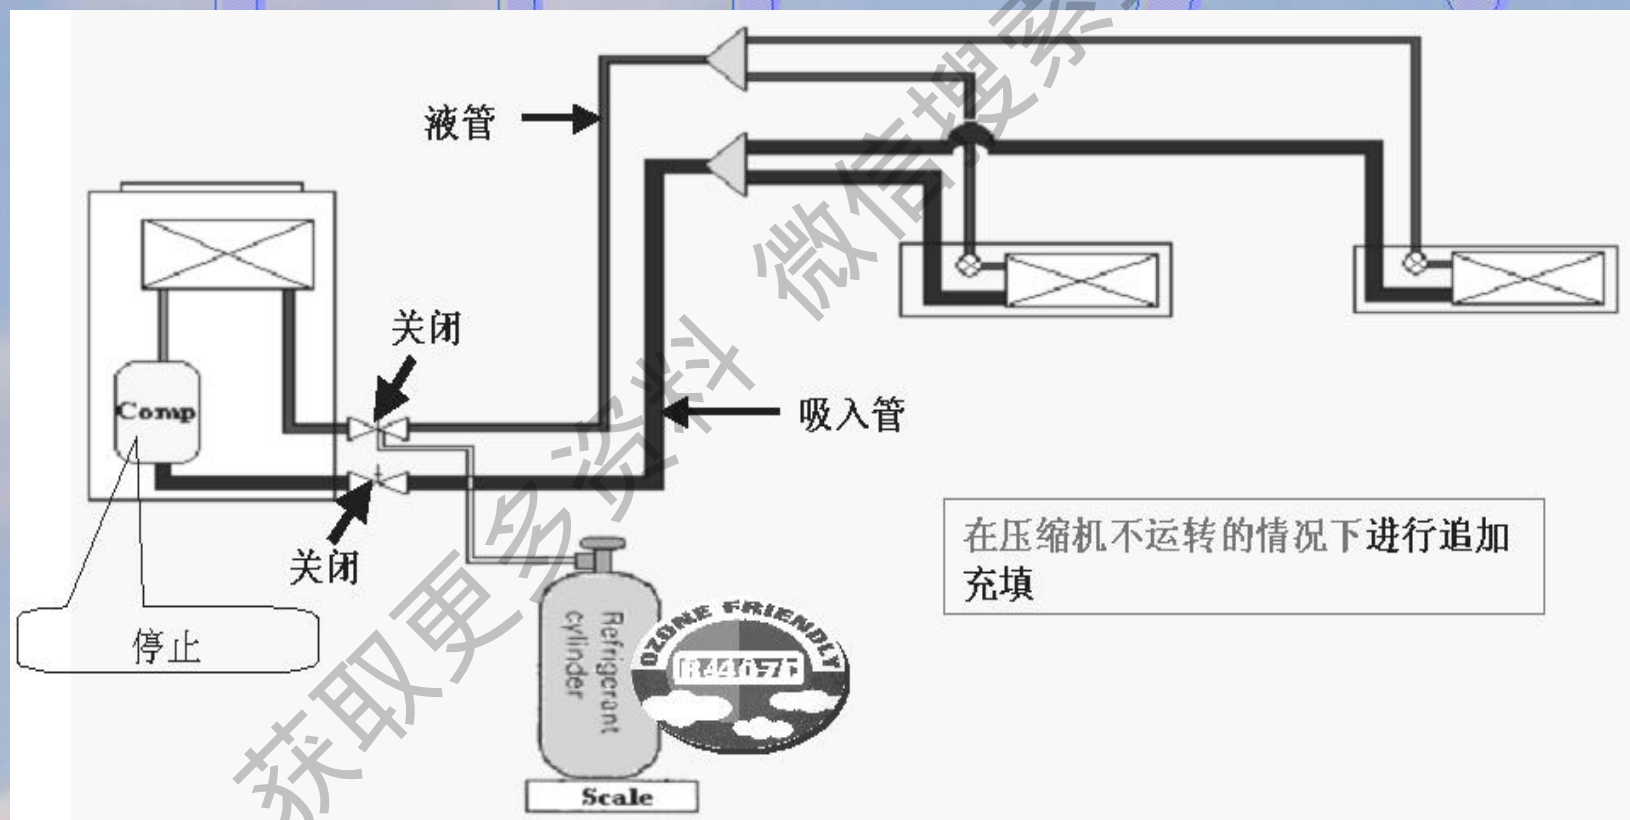 液管
关闭
Comp
吸入管
关闭
停止
在压缩机不运转的情况下进行追加
充填
Refrigerant
cylinder
OZONE FRIENDLY
R407C
Scale
获取更多资料 微信搜索